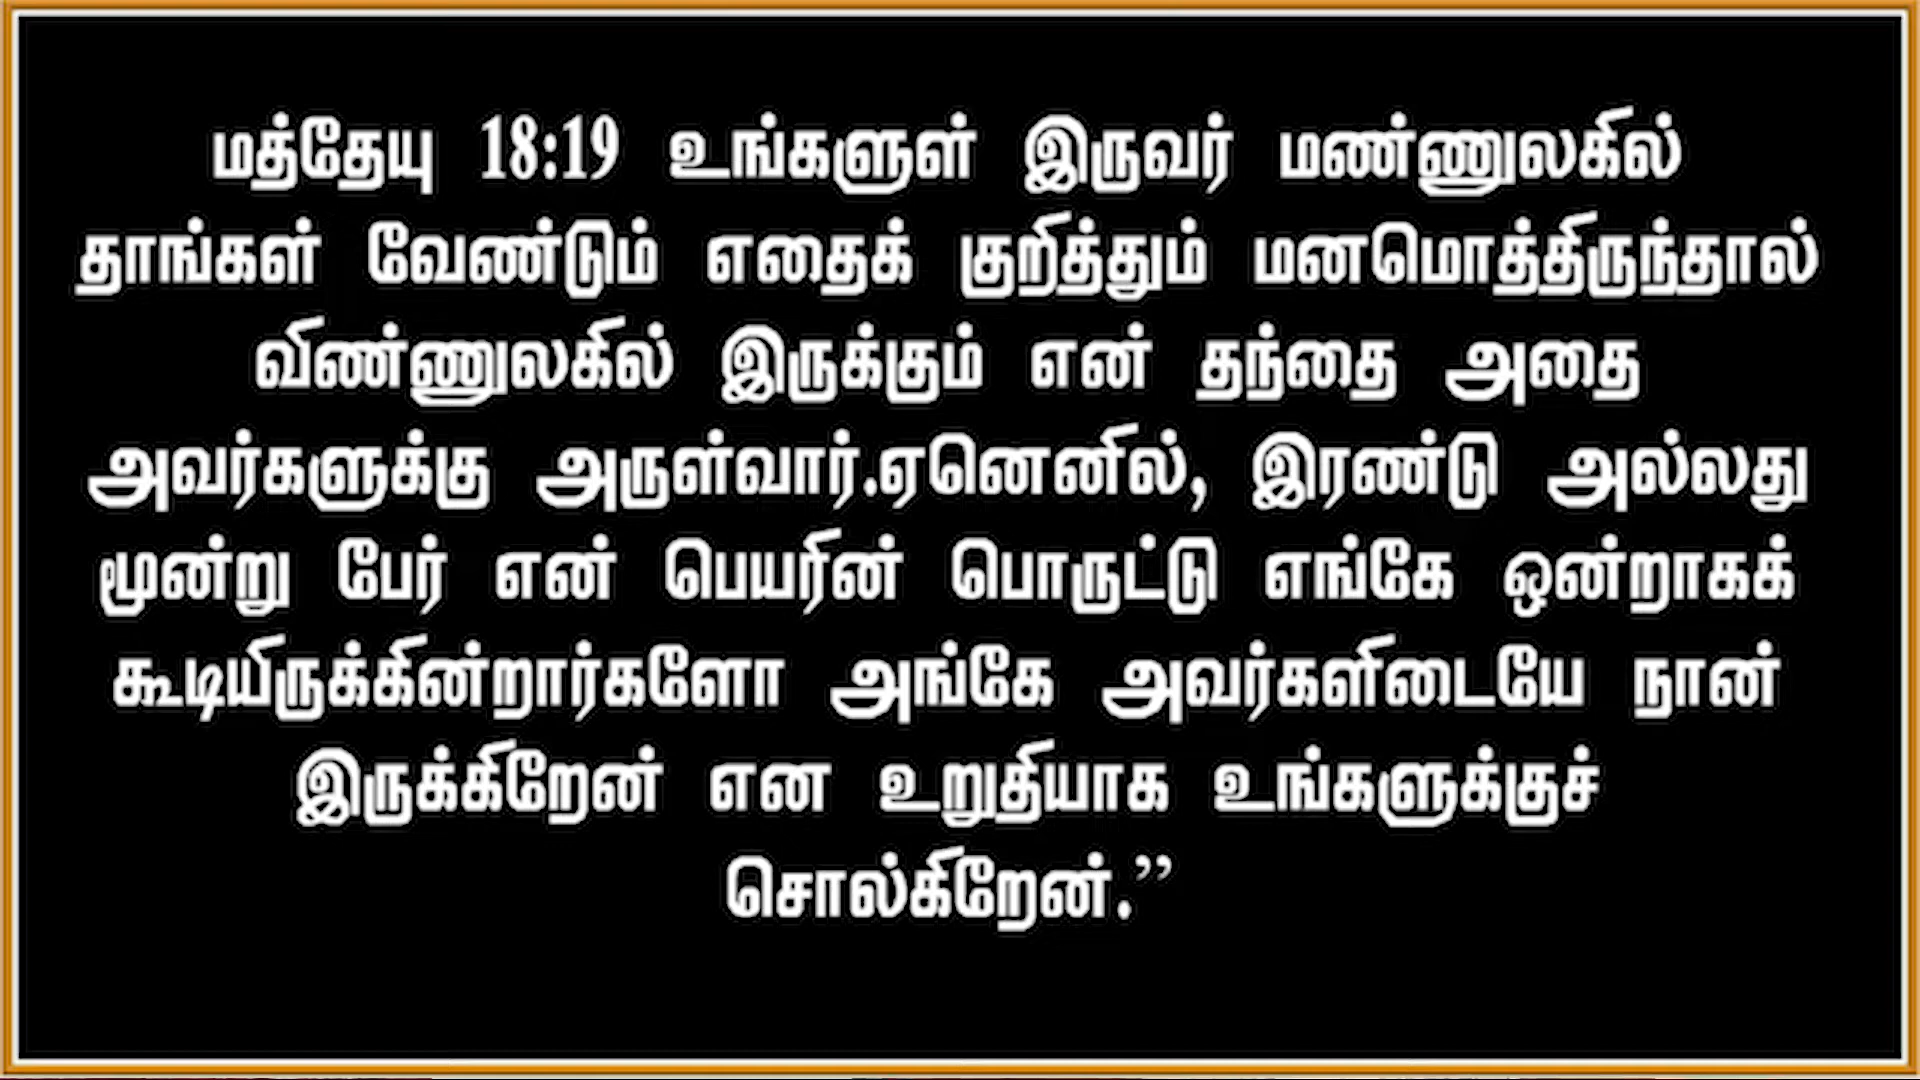 மத்தேயு 18:19 உங்களுள் இருவர் மண்ணுலகில்
தாங்கள் வேண்டும் எதைக் குறித்தும் மனமொத்திருந்தால்
விண்ணுலகில் இருக்கும் என் தந்தை அதை
அவர்களுக்கு அருள்வார்.ஏனெனில், இரண்டு அல்லது
மூன்று பேர் என் பெயரின் பொருட்டு எங்கே ஒன்றாகக்
கூடியிருக்கின்றார்களோ அங்கே அவர்களிடையே நான்
இருக்கிறேன் என உறுதியாக உங்களுக்குச்
சொல்கிறேன்.”